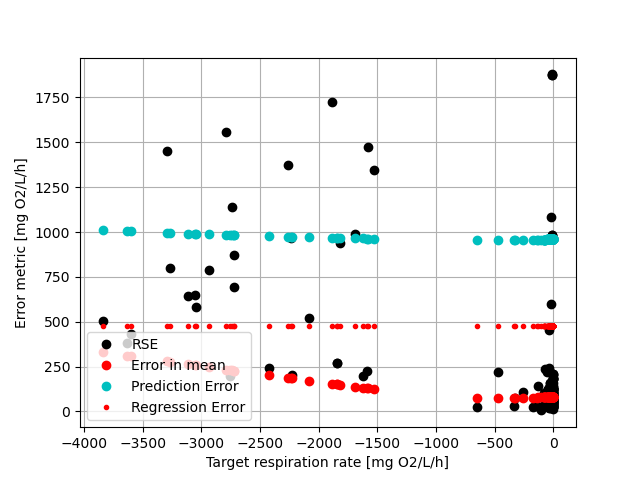 1750
1500
1250
1000
750
500
250
0
Error metric [mg O2/L/h]
RSE
Error in mean
Prediction Error
Regression Error
−4000 −3500 −3000 −2500 −2000 −1500 −1000 −500 0
Target respiration rate [mg O2/L/h]